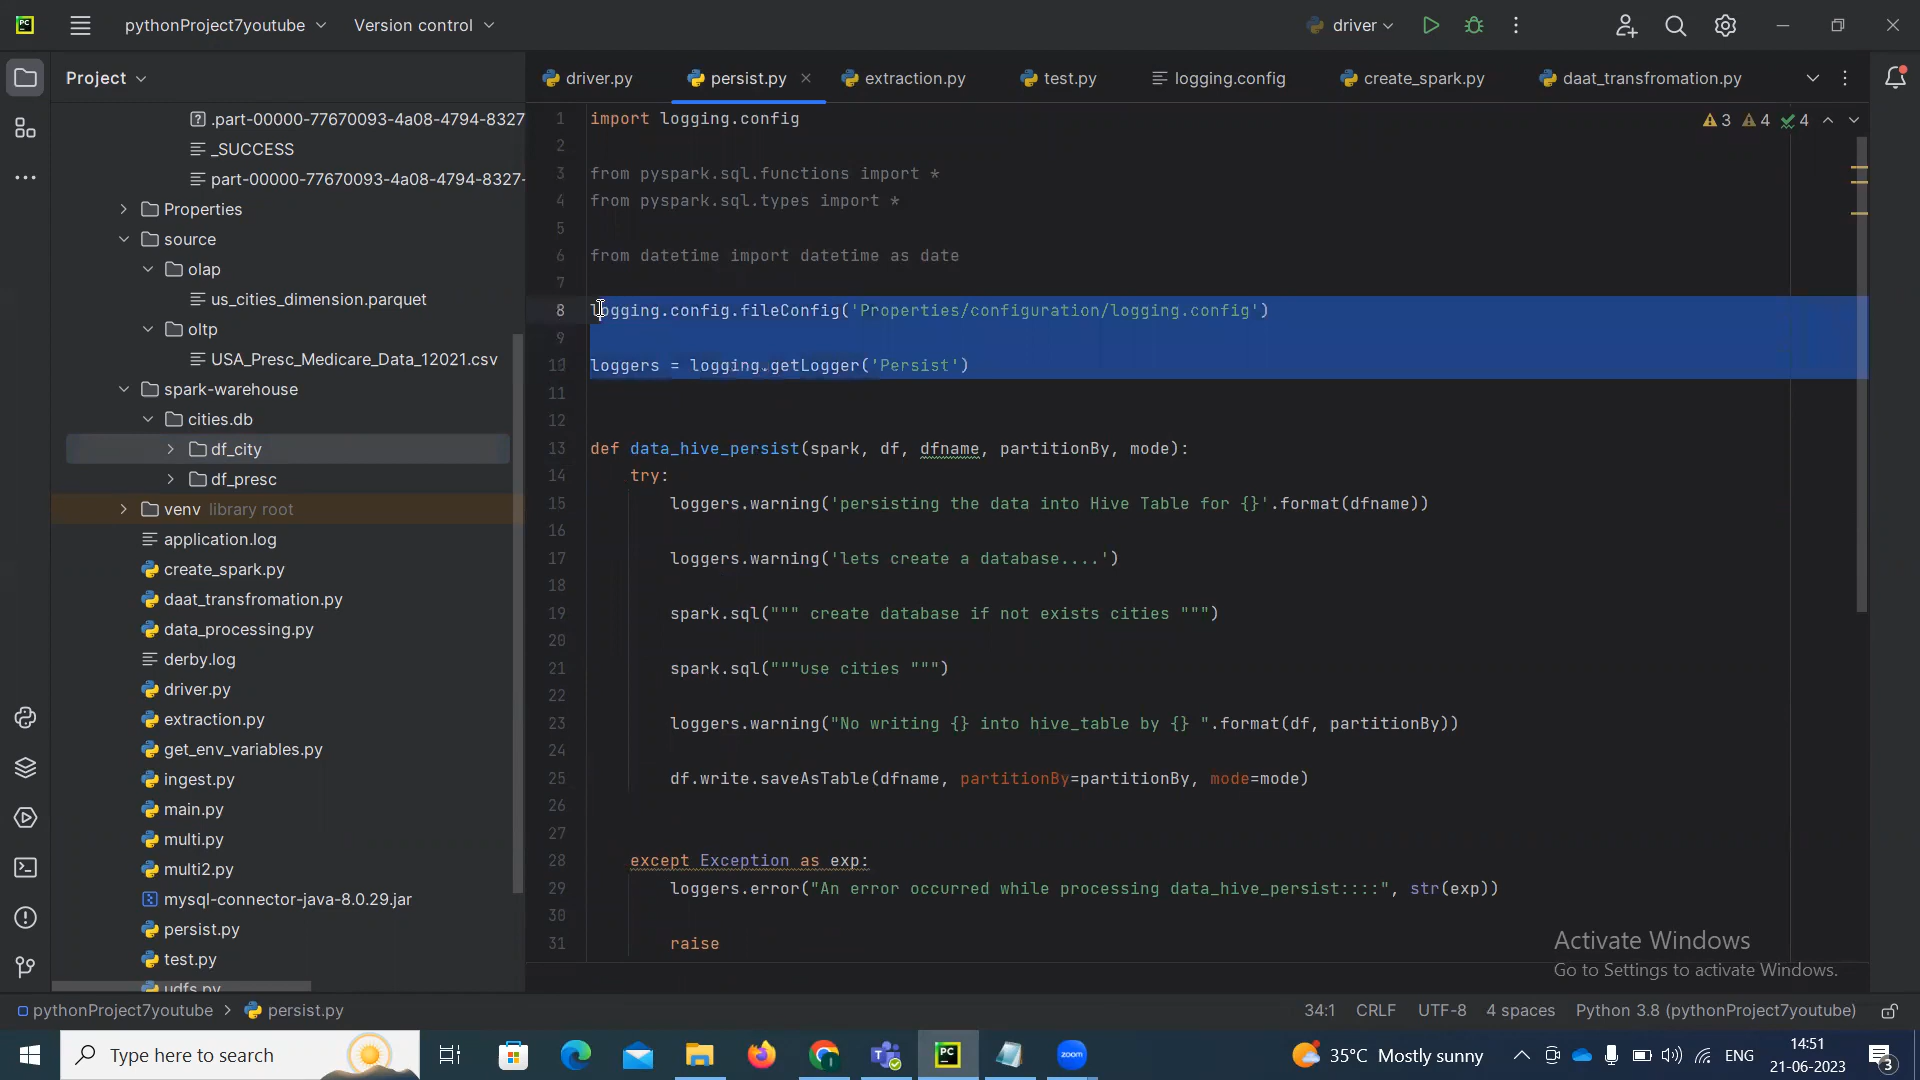 PC
pythonProject7youtube
Version control
driver
Project
driver.py
persist.py
extraction.py
test.py
logging.config
create_spark.py
daat_transfromation.py
.part-00000-77670093-4a08-4794-8327
_SUCCESS
part-00000-77670093-4a08-4794-8327-
Properties
source
olap
us_cities_dimension.parquet
oltp
USA_Presc_Medicare_Data_12021.csv
spark-warehouse
cities.db
df_city
df_presc
venv library root
application.log
create_spark.py
daat_transfromation.py
data_processing.py
derby.log
driver.py
extraction.py
get_env_variables.py
ingest.py
main.py
multi.py
multi2.py
mysql-connector-java-8.0.29.jar
persist.py
test.py
udfs.py
3 4 4
1 import logging.config
2
3 from pyspark.sql.functions import *
4 from pyspark.sql.types import *
5
6 from datetime import datetime as date
7
8 logging.config.fileConfig('Properties/configuration/logging.config')
9
10 loggers = logging.getLogger('Persist')
11
12
13 def data_hive_persist(spark, df, dfname, partitionBy, mode):
14 try:
15 loggers.warning('persisting the data into Hive Table for {}'.format(dfname))
16
17 loggers.warning('lets create a database....')
18
19 spark.sql(""" create database if not exists cities """)
20
21 spark.sql("""use cities """)
22
23 loggers.warning("No writing {} into hive_table by {} ".format(df, partitionBy))
24
25 df.write.saveAsTable(dfname, partitionBy=partitionBy, mode=mode)
26
27
28 except Exception as exp:
29 loggers.error("An error occurred while processing data_hive_persist::::", str(exp))
30
31 raise
Activate Windows
Go to Settings to activate Windows.
pythonProject7youtube > persist.py
34:1 CRLF UTF-8 4 spaces Python 3.8 (pythonProject7youtube)
Type here to search
PC
zoom
35°C Mostly sunny
ENG
14:51
21-06-2023
3